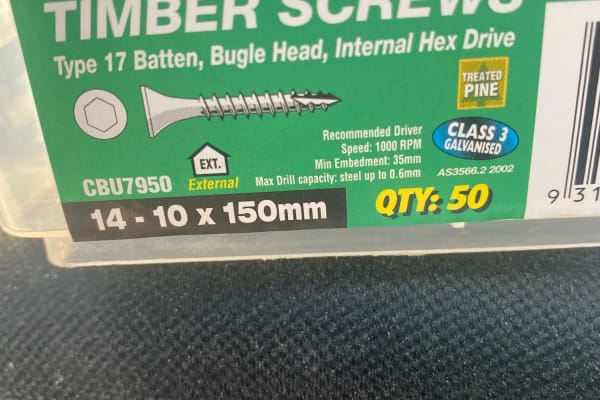 TIMBER SCREWS
Type 17 Batten, Bugle Head, Internal Hex Drive
TREATED
PINE
Recommended Driver
Speed: 1000 RPM
Min Embedment: 35mm
Max Drill capacity: steel up to 0.6mm
CLASS 3
GALVANISED
AS3566.2 2002
EXT.
External
CBU7950
14 - 10 x 150mm
QTY: 50
9 31